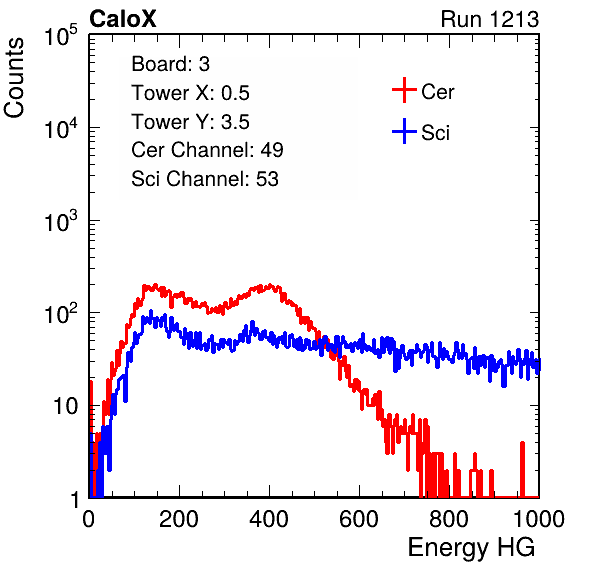 CaloX Run 1213
Counts
Board: 3
Tower X: 0.5
Tower Y: 3.5
Cer Channel: 49
Sci Channel: 53
Cer
Sci
10^5
10^4
10^3
10^2
10
1
0 200 400 600 800 1000
Energy HG